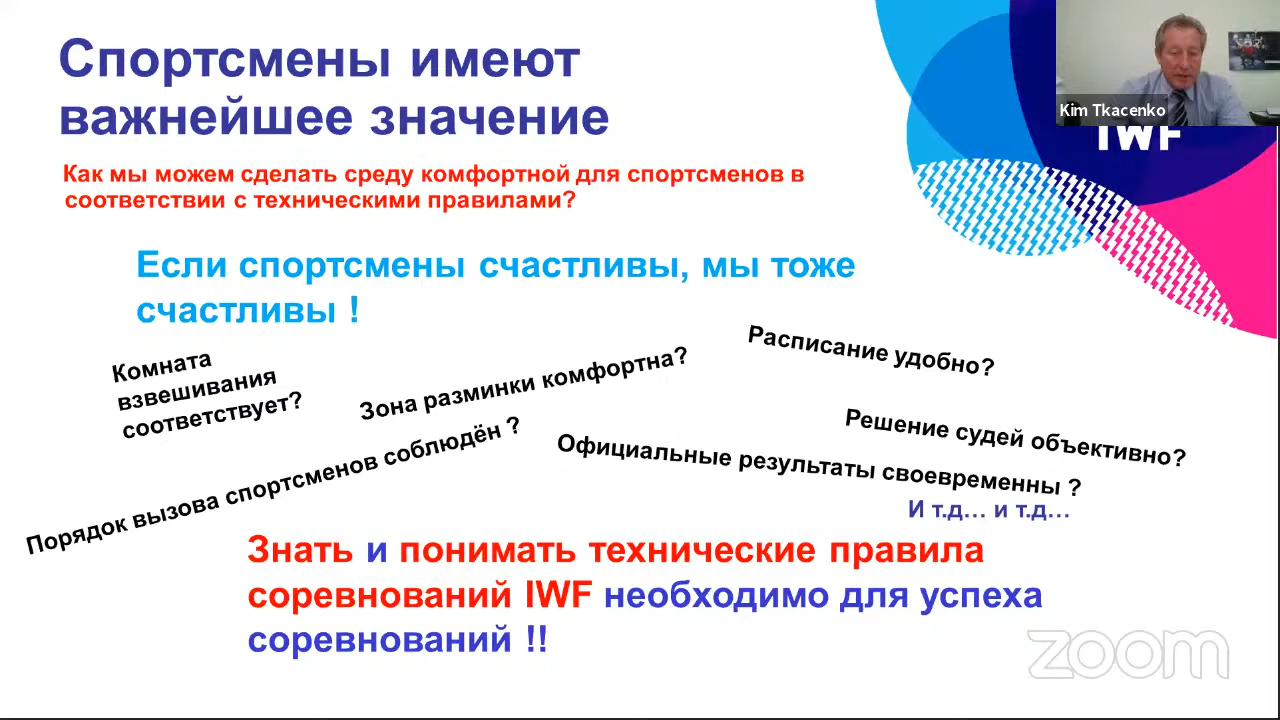 Спортсмены имеют
важнейшее значение
Kim Tkacenko
IWF
Как мы можем сделать среду комфортной для спортсменов в
соответствии с техническими правилами?
Если спортсмены счастливы, мы тоже
счастливы !
Комната
взвешивания
соответствует?
Зона разминки комфортна?
Расписание удобно?
Порядок вызова спортсменов соблюдён ?
Официальные результаты своевременны ?
Решение судей объективно?
И т.д... и т.д...
Знать и понимать технические правила
соревнований IWF необходимо для успеха
соревнований !!
zoom